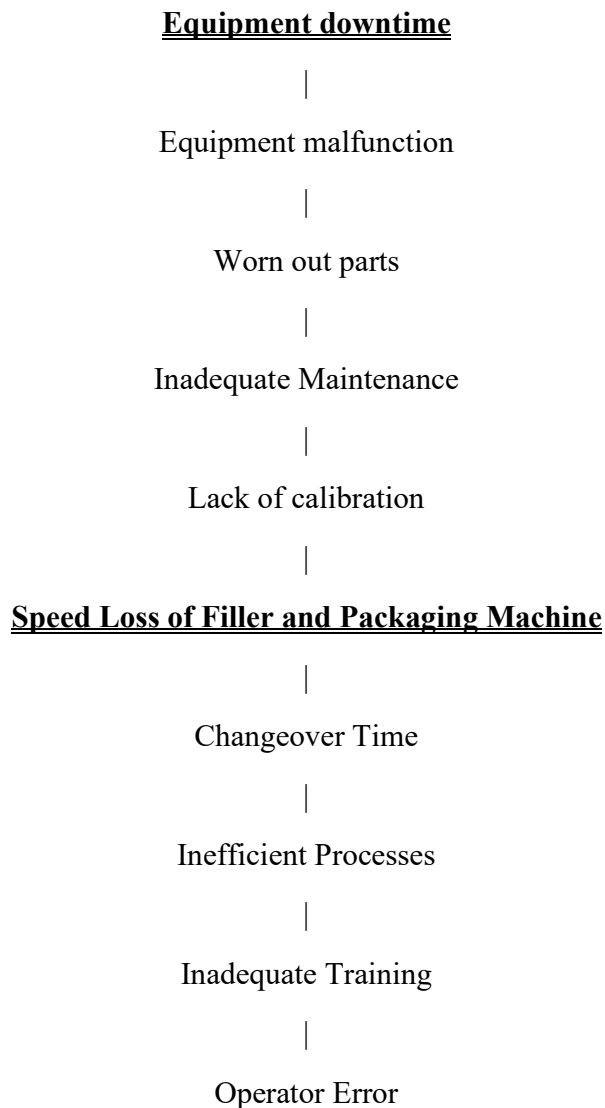 Equipment downtime
|
Equipment malfunction
|
Worn out parts
|
Inadequate Maintenance
|
Lack of calibration
|
Speed Loss of Filler and Packaging Machine
|
Changeover Time
|
Inefficient Processes
|
Inadequate Training
|
Operator Error